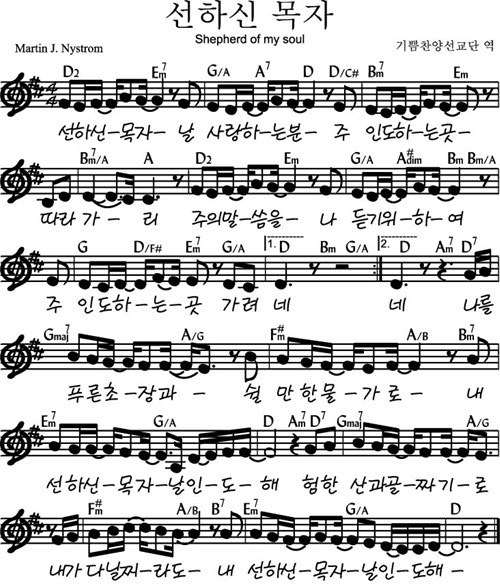 선하신 목자
Shepherd of my soul
Martin J. Nystrom 기쁨찬양선교단 역
D2 Em7 G/A A7 D D/C# Bm7 Em
선하신-목자- 날 사랑하-는분- 주 인도하-는곳-
Bm7/A A D2 Em G/A A#dim Bm Bm/A
따라 가- 리 주의말-씀을- 나 듣기위-하-여
G D/F# Em7 G/A 1. D Bm G/A 2. D Am7 D7
주 인도하-는-곳 가려 네 네 나를
Gmaj7 A/G F#m A/B Bm7
푸른초-장과- 쉴 만한물-가로- 내
Em7 G/A D Am7 D7 Gmaj7 A/G
선하신-목자-날인-도- 해 험한 산과골-짜기-로
F#m A/B B7 Em7 G/A D
내가 다닐찌-라도- 내 선하신-목자-날인-도해-